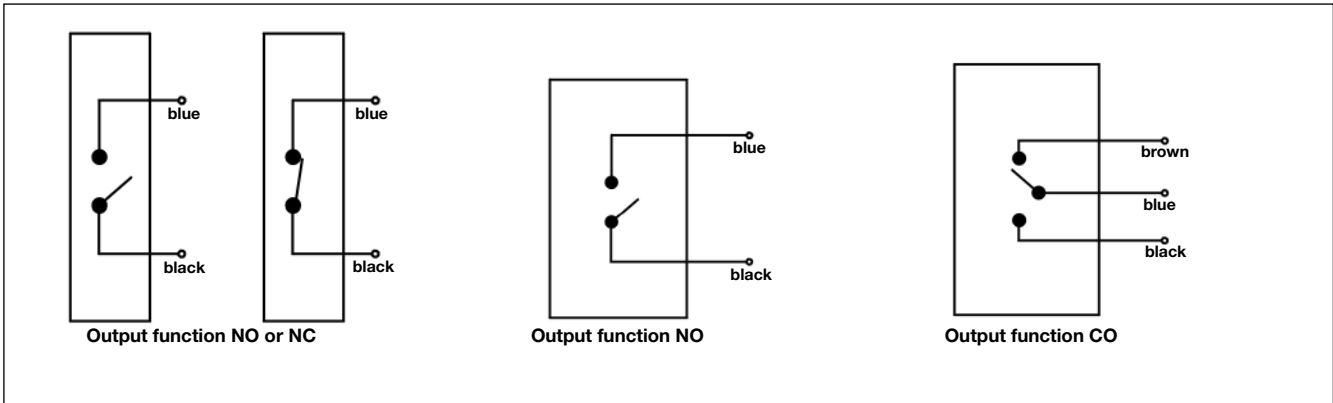 blue
black
blue
black
Output function NO or NC
blue
black
Output function NO
brown
blue
black
Output function CO